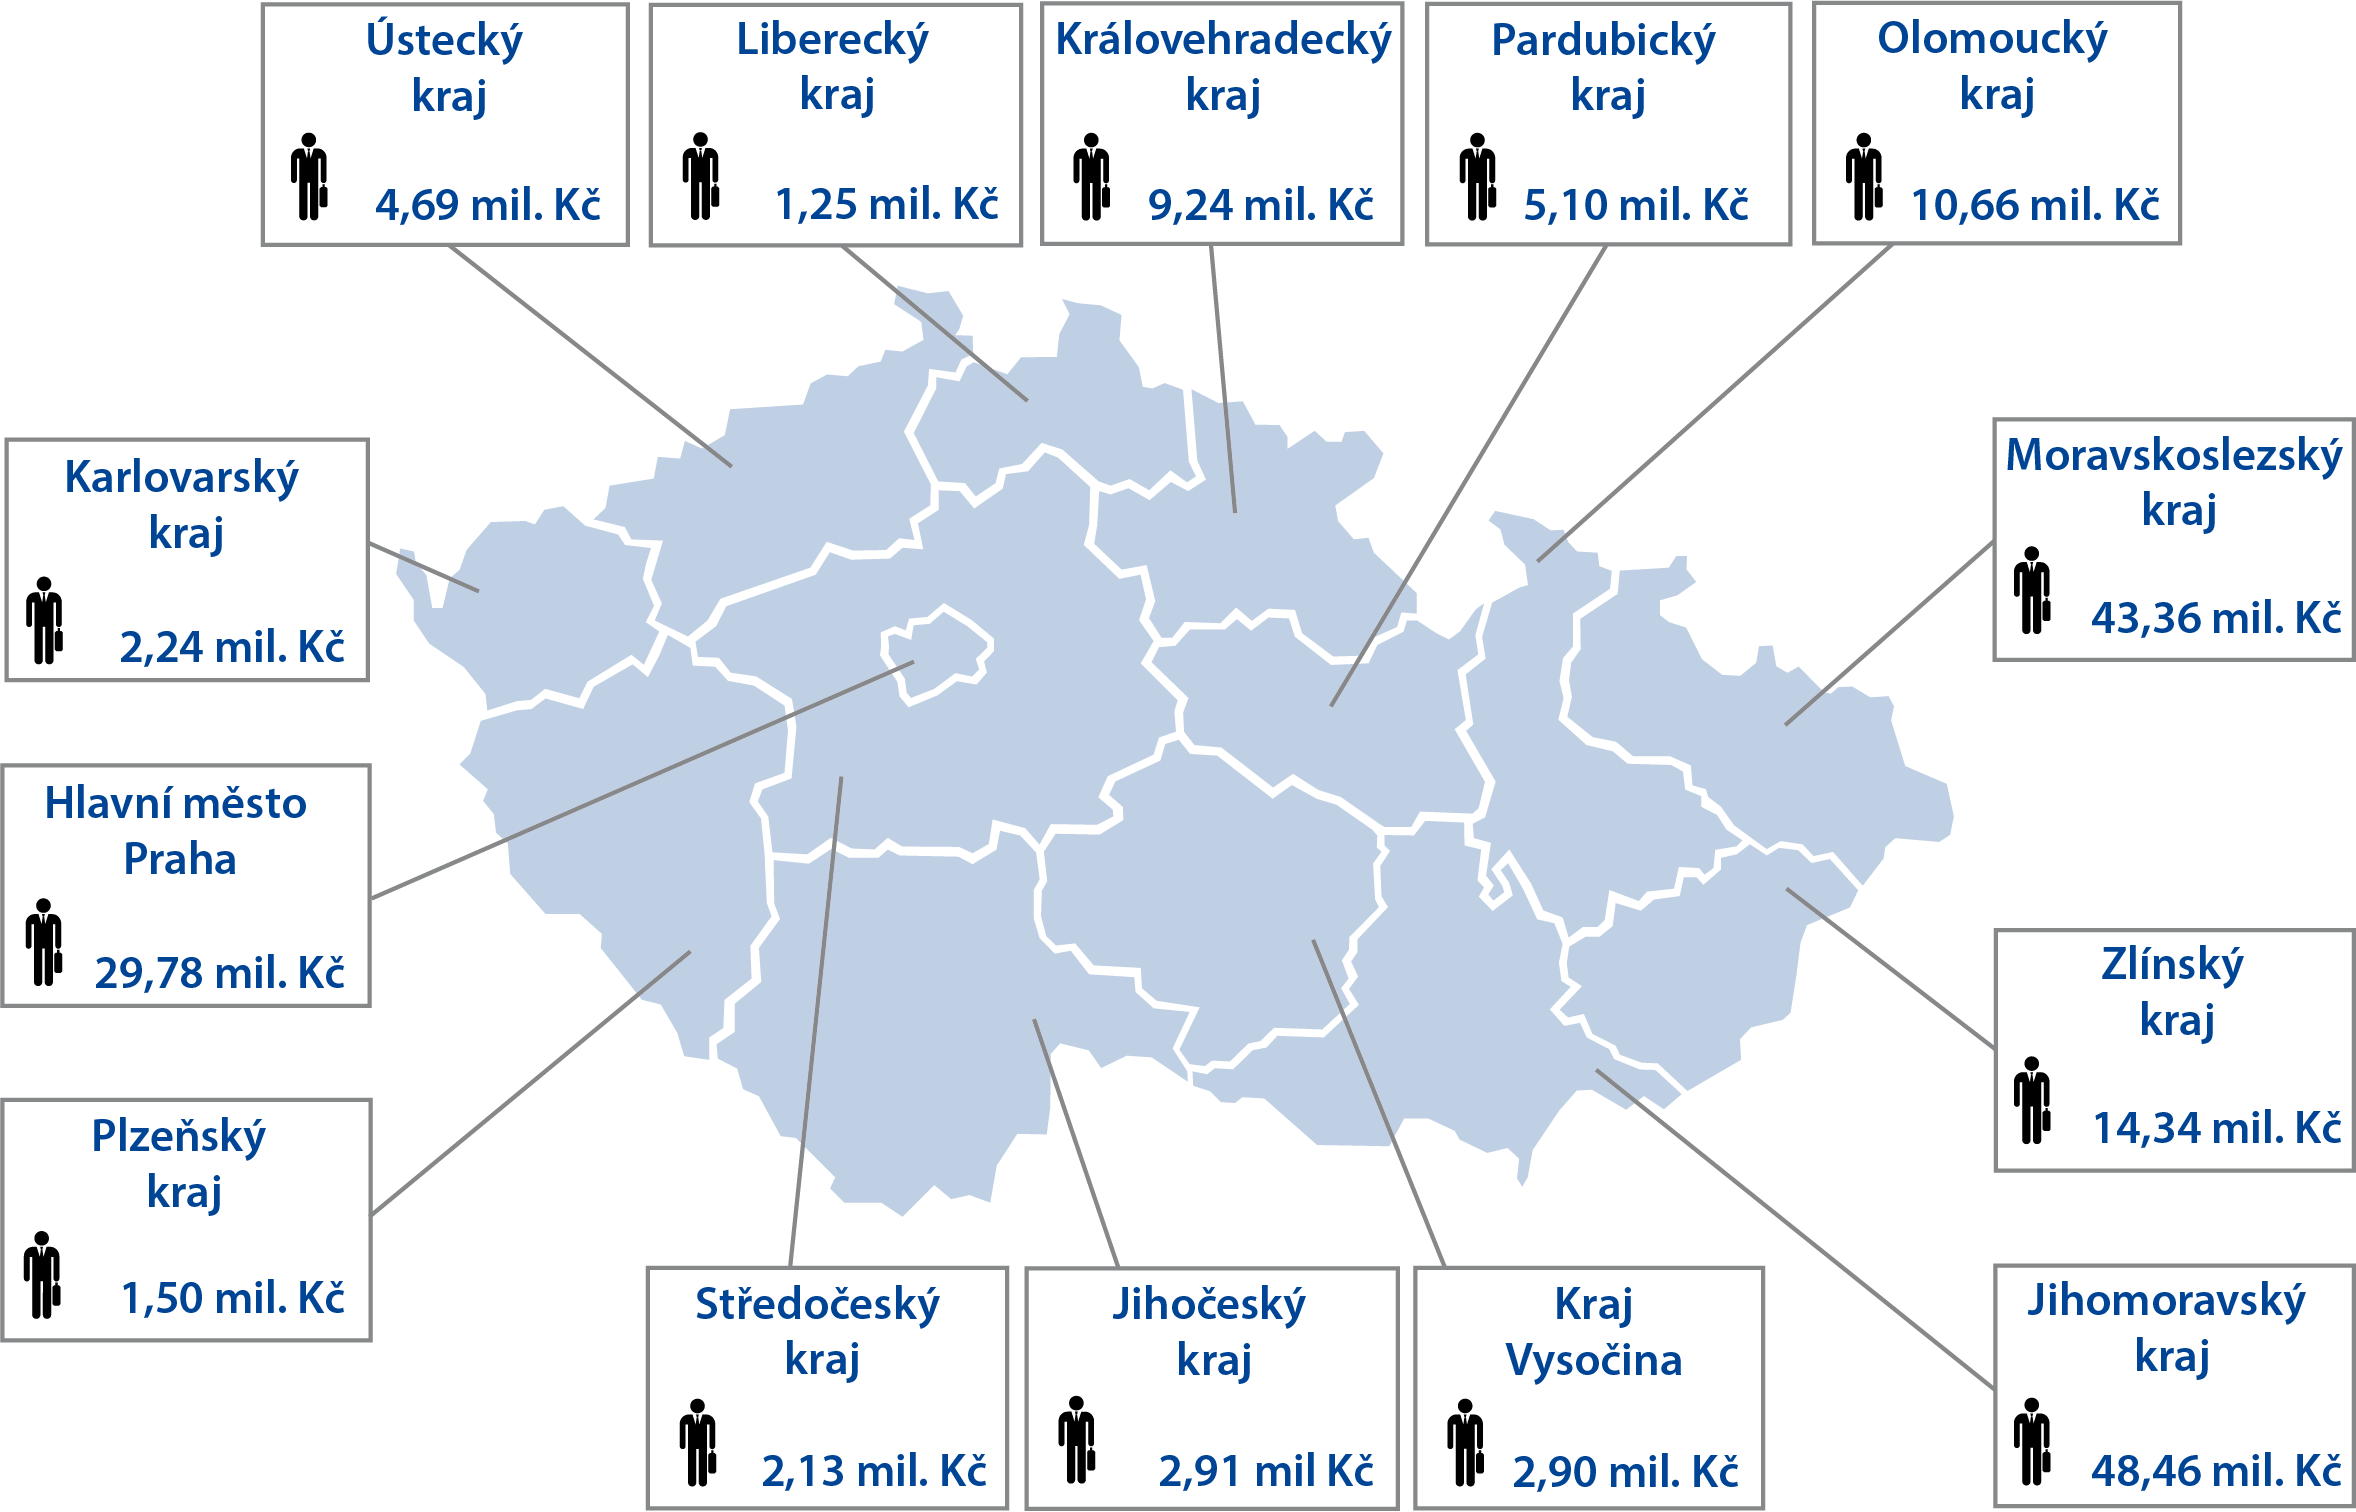 Ústecký
kraj
4,69 mil. Kč
Liberecký
kraj
1,25 mil. Kč
Královehradecký
kraj
9,24 mil. Kč
Pardubický
kraj
5,10 mil. Kč
Olomoucký
kraj
10,66 mil. Kč
Karlovarský
kraj
2,24 mil. Kč
Moravskoslezský
kraj
43,36 mil. Kč
Hlavní město
Praha
29,78 mil. Kč
Zlínský
kraj
14,34 mil. Kč
Plzeňský
kraj
1,50 mil. Kč
Středočeský
kraj
2,13 mil. Kč
Jihočeský
kraj
2,91 mil Kč
Kraj
Vysočina
2,90 mil. Kč
Jihomoravský
kraj
48,46 mil. Kč